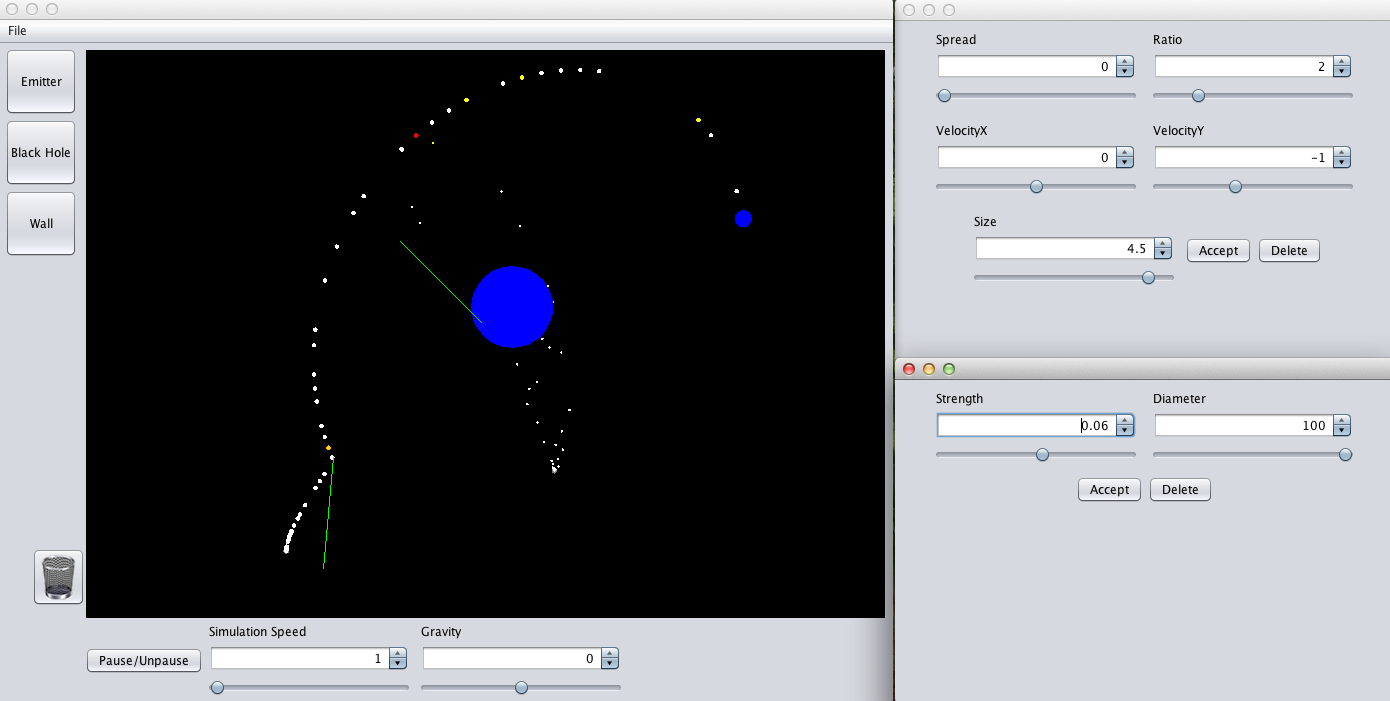 File
Emitter
Black Hole
Wall
Simulation Speed
Gravity
Pause/Unpause
1
0
Spread
Ratio
0
2
VelocityX
VelocityY
0
-1
Size
4.5
Accept
Delete
Strength
Diameter
0.06
100
Accept
Delete